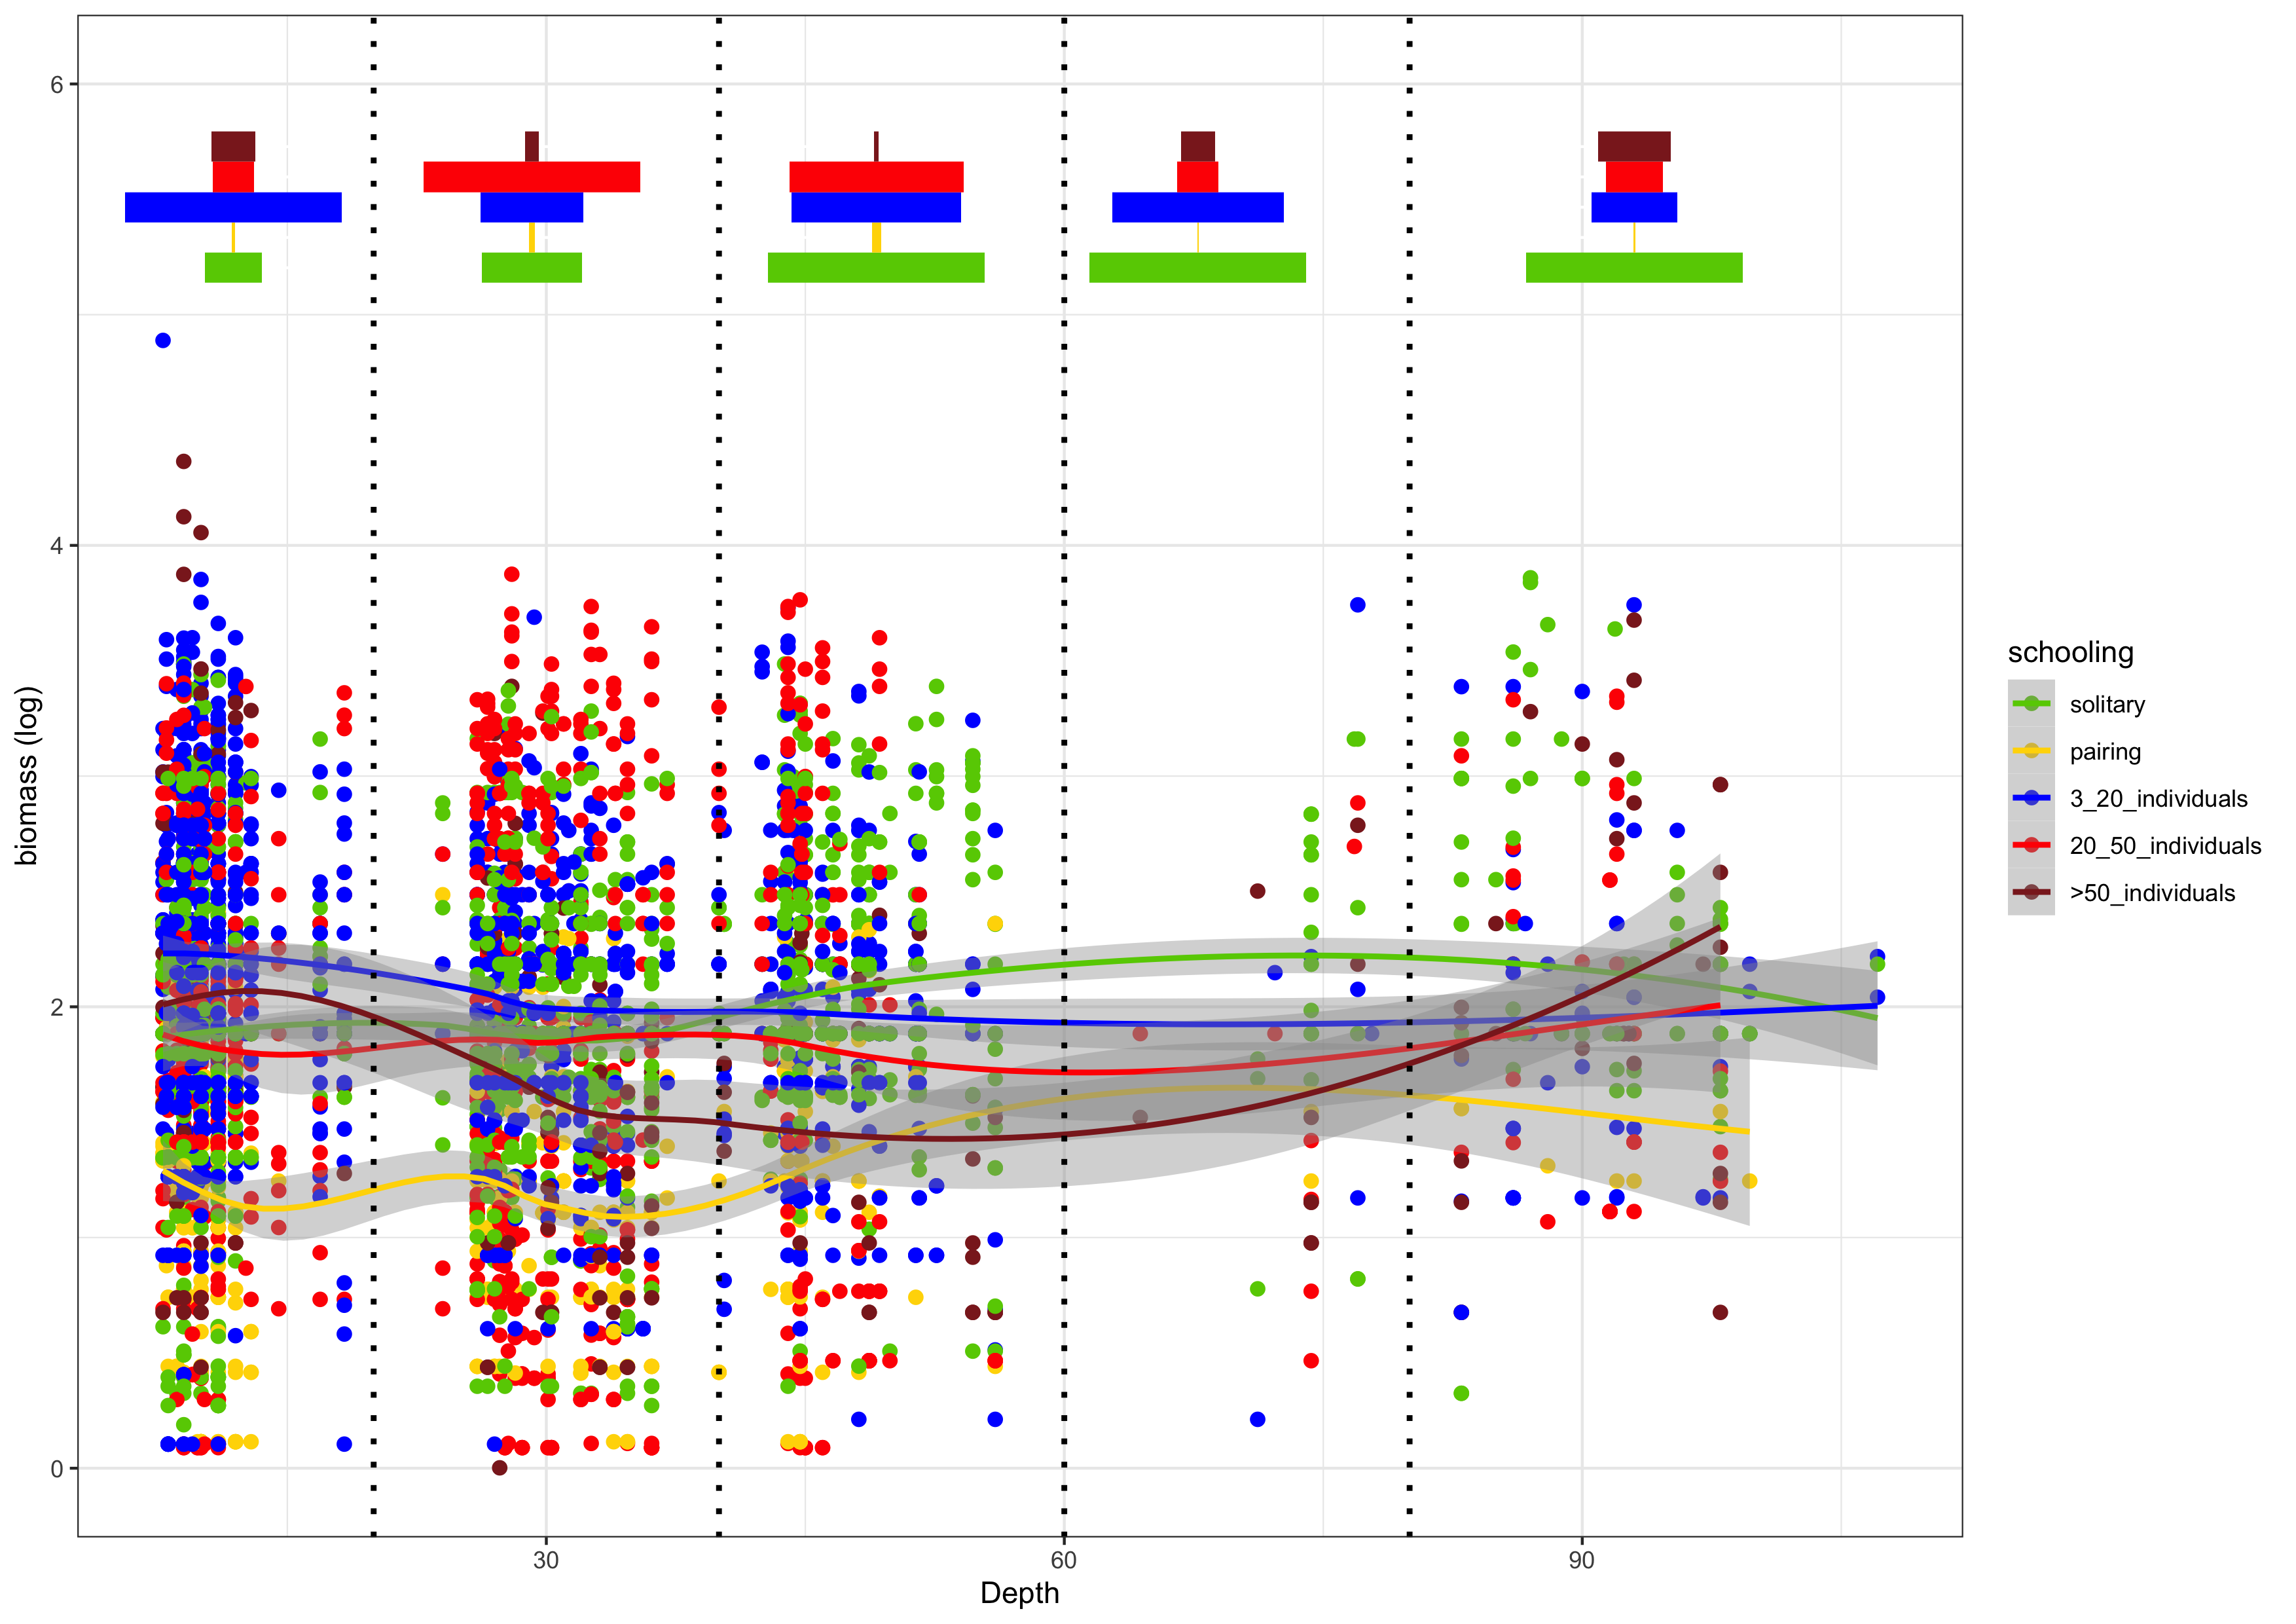 6
4
2
0
biomass (log)
30
60
90
Depth
schooling
solitary
pairing
3_20_individuals
20_50_individuals
>50_individuals